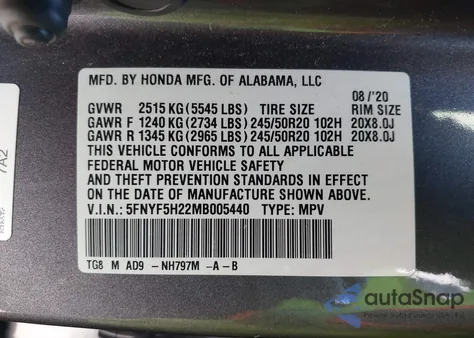 MFD. BY HONDA MFG. OF ALABAMA, LLC
08/'20
GVWR 2515 KG (5545 LBS) TIRE SIZE RIM SIZE
GAWR F 1240 KG (2734 LBS) 245/50R20 102H 20X8.0J
GAWR R 1345 KG (2965 LBS) 245/50R20 102H 20X8.0J
THIS VEHICLE CONFORMS TO ALL APPLICABLE
FEDERAL MOTOR VEHICLE SAFETY
AND THEFT PREVENTION STANDARDS IN EFFECT
ON THE DATE OF MANUFACTURE SHOWN ABOVE.
V.I.N.: 5FNYF5H22MB005440 TYPE: MPV
TG8 M AD9 -NH797M -A-B
7A2
autoSnap